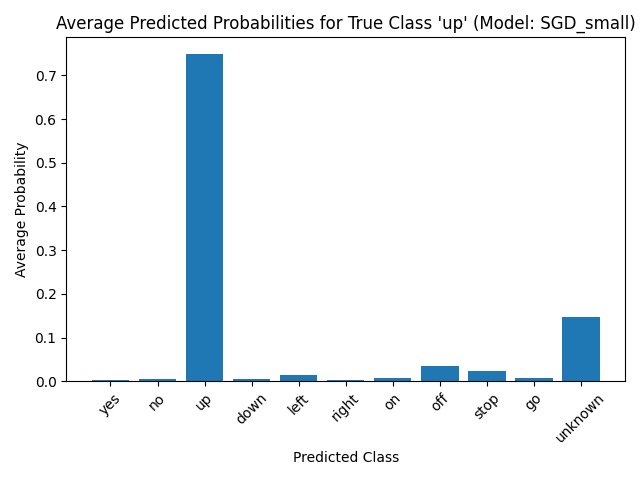 Average Predicted Probabilities for True Class 'up' (Model: SGD_small)
Average Probability
0.7
0.6
0.5
0.4
0.3
0.2
0.1
0.0
yes
no
up
down
left
right
on
off
stop
go
unknown
Predicted Class